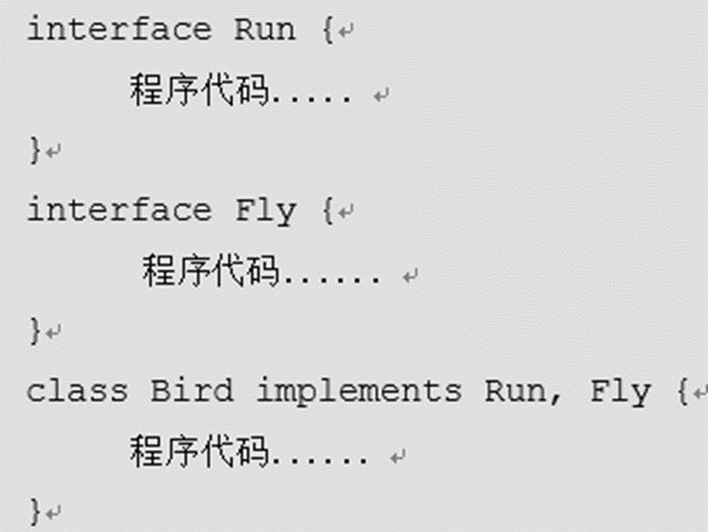 interface Run {↵
程序代码..... ↵
}↵
interface Fly {↵
程序代码...... ↵
}↵
class Bird implements Run, Fly {↵
程序代码...... ↵
}↵